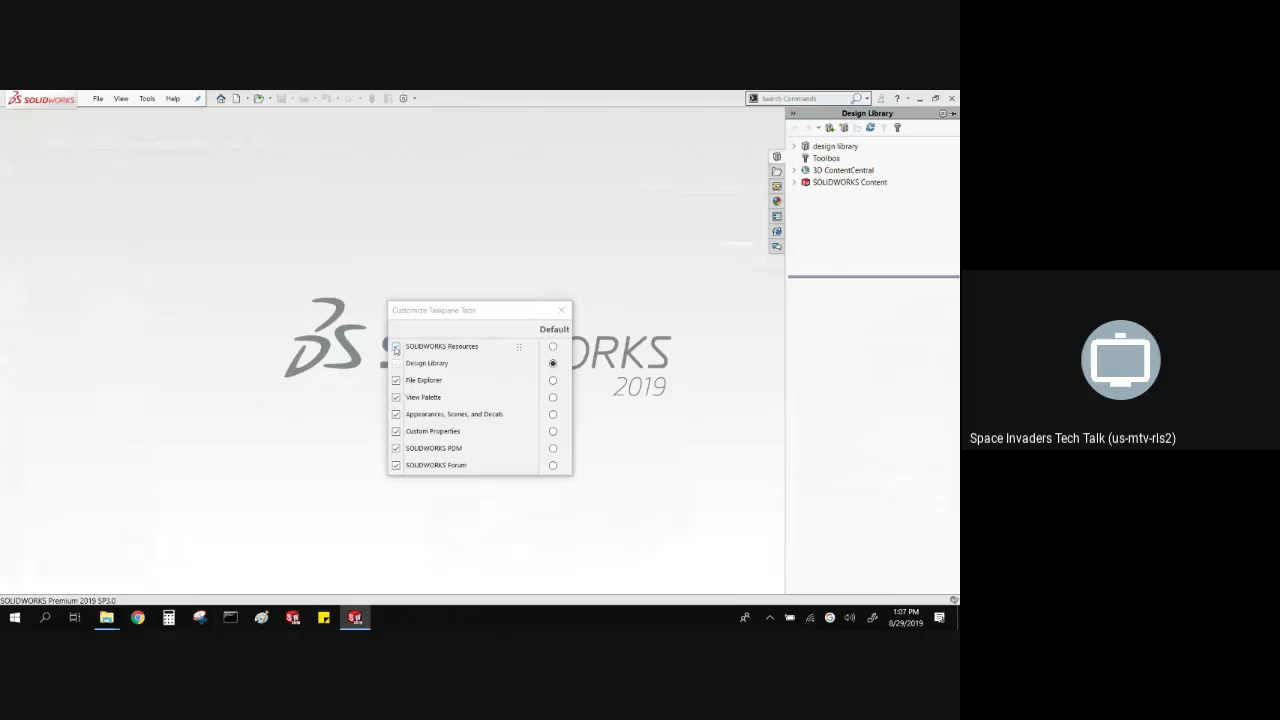 SOLIDWORKS
File
View
Tools
Help
Search Commands
?
Design Library
design library
Toolbox
3D ContentCentral
SOLIDWORKS Content
ORKS
2019
Customize Taskpane Tabs
Default
SOLIDWORKS Resources
Design Library
File Explorer
View Palette
Appearances, Scenes, and Decals
Custom Properties
SOLIDWORKS PDM
SOLIDWORKS Forum
Space Invaders Tech Talk (us-mtv-rls2)
SOLIDWORKS Premium 2019 SP3.0
1:07 PM
8/29/2019